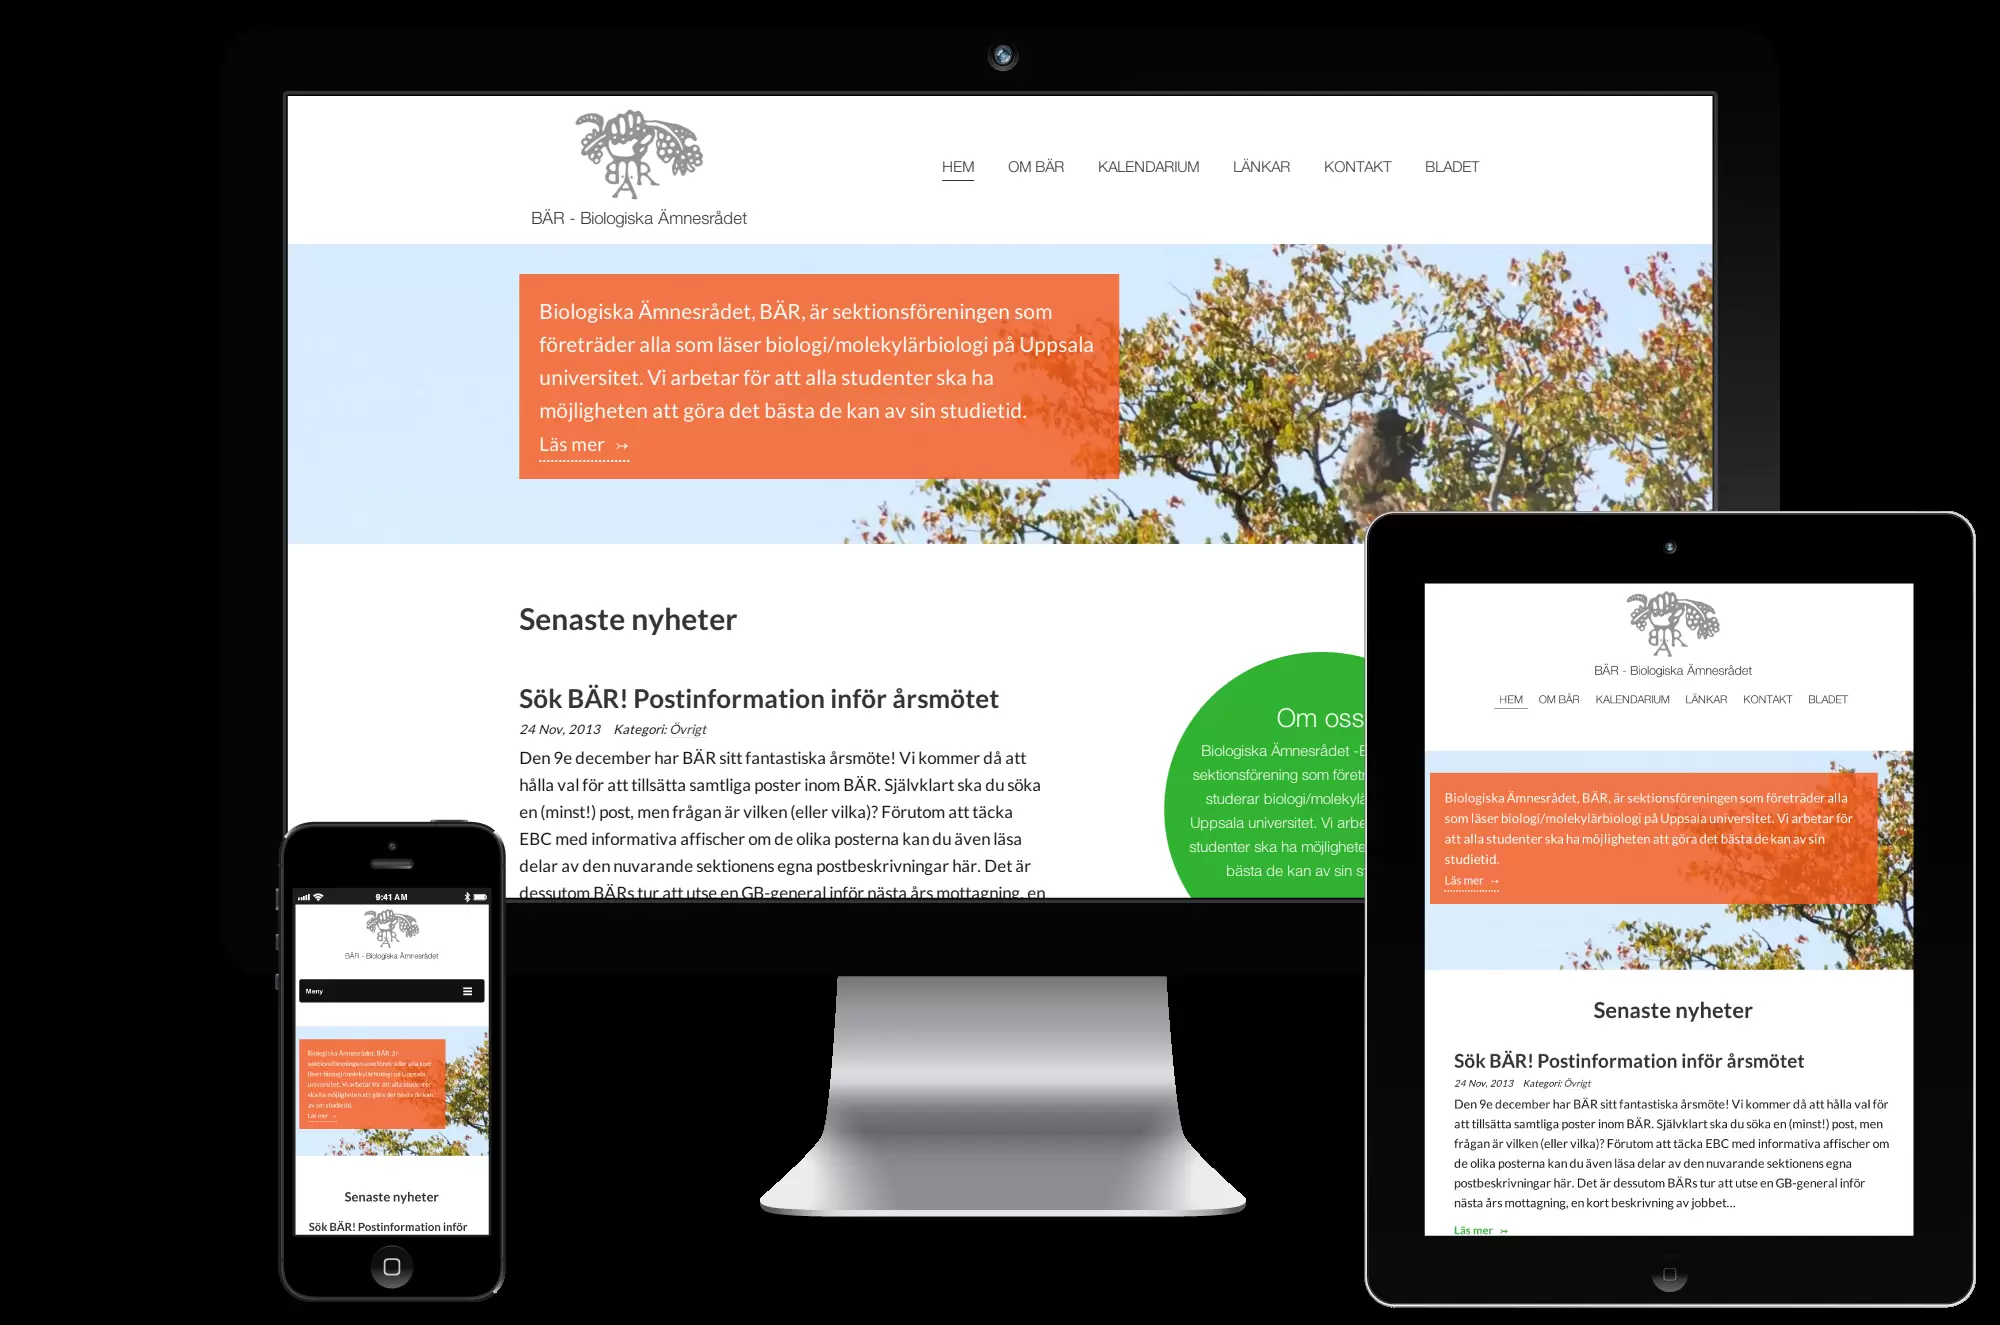 BÄR
BÄR - Biologiska Ämnesrådet
HEM OM BÄR KALENDARIUM LÄNKAR KONTAKT BLADET
Biologiska Ämnesrådet, BÄR, är sektionsföreningen som
företräder alla som läser biologi/molekylärbiologi på Uppsala
universitet. Vi arbetar för att alla studenter ska ha
möjligheten att göra det bästa de kan av sin studietid.
Läs mer
Senaste nyheter
Sök BÄR! Postinformation inför årsmötet
24 Nov, 2013 Kategori: Övrigt
Den 9e december har BÄR sitt fantastiska årsmöte! Vi kommer då att
hålla val för att tillsätta samtliga poster inom BÄR. Självklart ska du söka
en (minst!) post, men frågan är vilken (eller vilka)? Förutom att täcka
EBC med informativa affischer om de olika posterna kan du även läsa
delar av den nuvarande sektionens egna postbeskrivningar här. Det är
dessutom BÄRs tur att utse en GB-general inför nästa års mottagning, en
Om oss
Biologiska Ämnesrådet -
sektionsförening som
studerar
Uppsala universitet. Vi
studenter ska ha
bästa de kan av sin
9:41 AM
BÄR
BÄR - Biologiska Ämnesrådet
Meny
Biologiska Ämnesrådet, BÄR, är
sektionsföreningen som företräder alla som
läser biologi/molekylärbiologi på Uppsala
universitet. Vi arbetar för att alla studenter
ska ha möjligheten att göra det bästa de kan
av sin studietid.
Läs mer
Senaste nyheter
Sök BÄR! Postinformation inför
BÄR
BÄR - Biologiska Ämnesrådet
HEM OM BÄR KALENDARIUM LÄNKAR KONTAKT BLADET
Biologiska Ämnesrådet, BÄR, är sektionsföreningen som företräder alla
som läser biologi/molekylärbiologi på Uppsala universitet. Vi arbetar för
att alla studenter ska ha möjligheten att göra det bästa de kan av sin
studietid.
Läs mer
Senaste nyheter
Sök BÄR! Postinformation inför årsmötet
24 Nov, 2013 Kategori: Övrigt
Den 9e december har BÄR sitt fantastiska årsmöte! Vi kommer då att hålla val för
att tillsätta samtliga poster inom BÄR. Självklart ska du söka en (minst!) post, men
frågan är vilken (eller vilka)? Förutom att täcka EBC med informativa affischer om
de olika posterna kan du även läsa delar av den nuvarande sektionens egna
postbeskrivningar här. Det är dessutom BÄRs tur att utse en GB-general inför
nästa års mottagning, en kort beskrivning av jobbet...
Läs mer